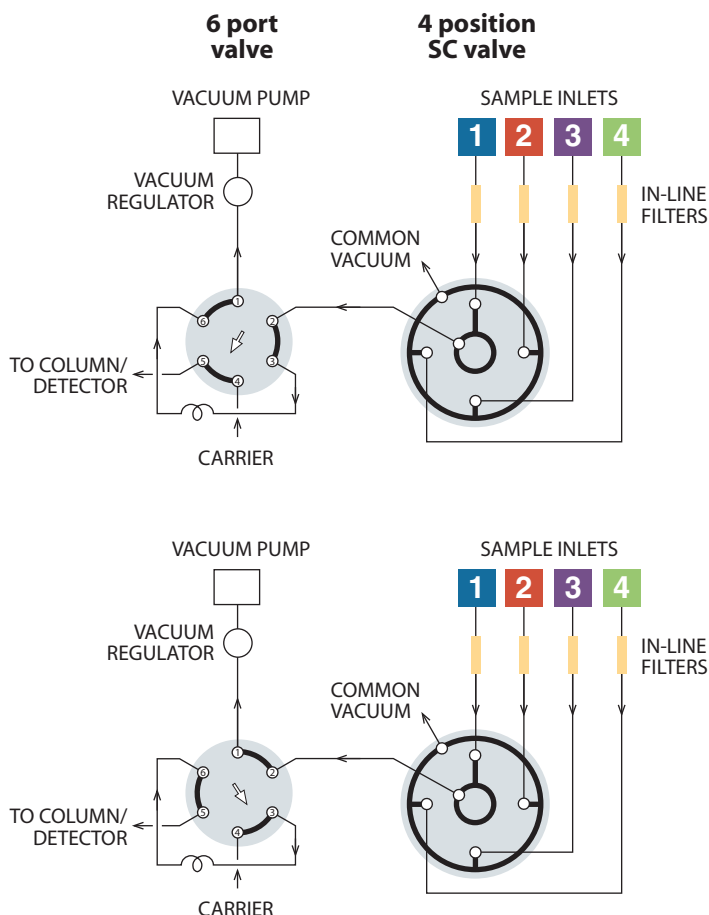 6 port
valve
4 position
SC valve
VACUUM PUMP
SAMPLE INLETS
1 2 3 4
VACUUM
REGULATOR
IN-LINE
FILTERS
COMMON
VACUUM
1
6
2
5
3
4
TO COLUMN/
DETECTOR
CARRIER
VACUUM PUMP
SAMPLE INLETS
1 2 3 4
VACUUM
REGULATOR
IN-LINE
FILTERS
COMMON
VACUUM
1
6
2
5
3
4
TO COLUMN/
DETECTOR
CARRIER